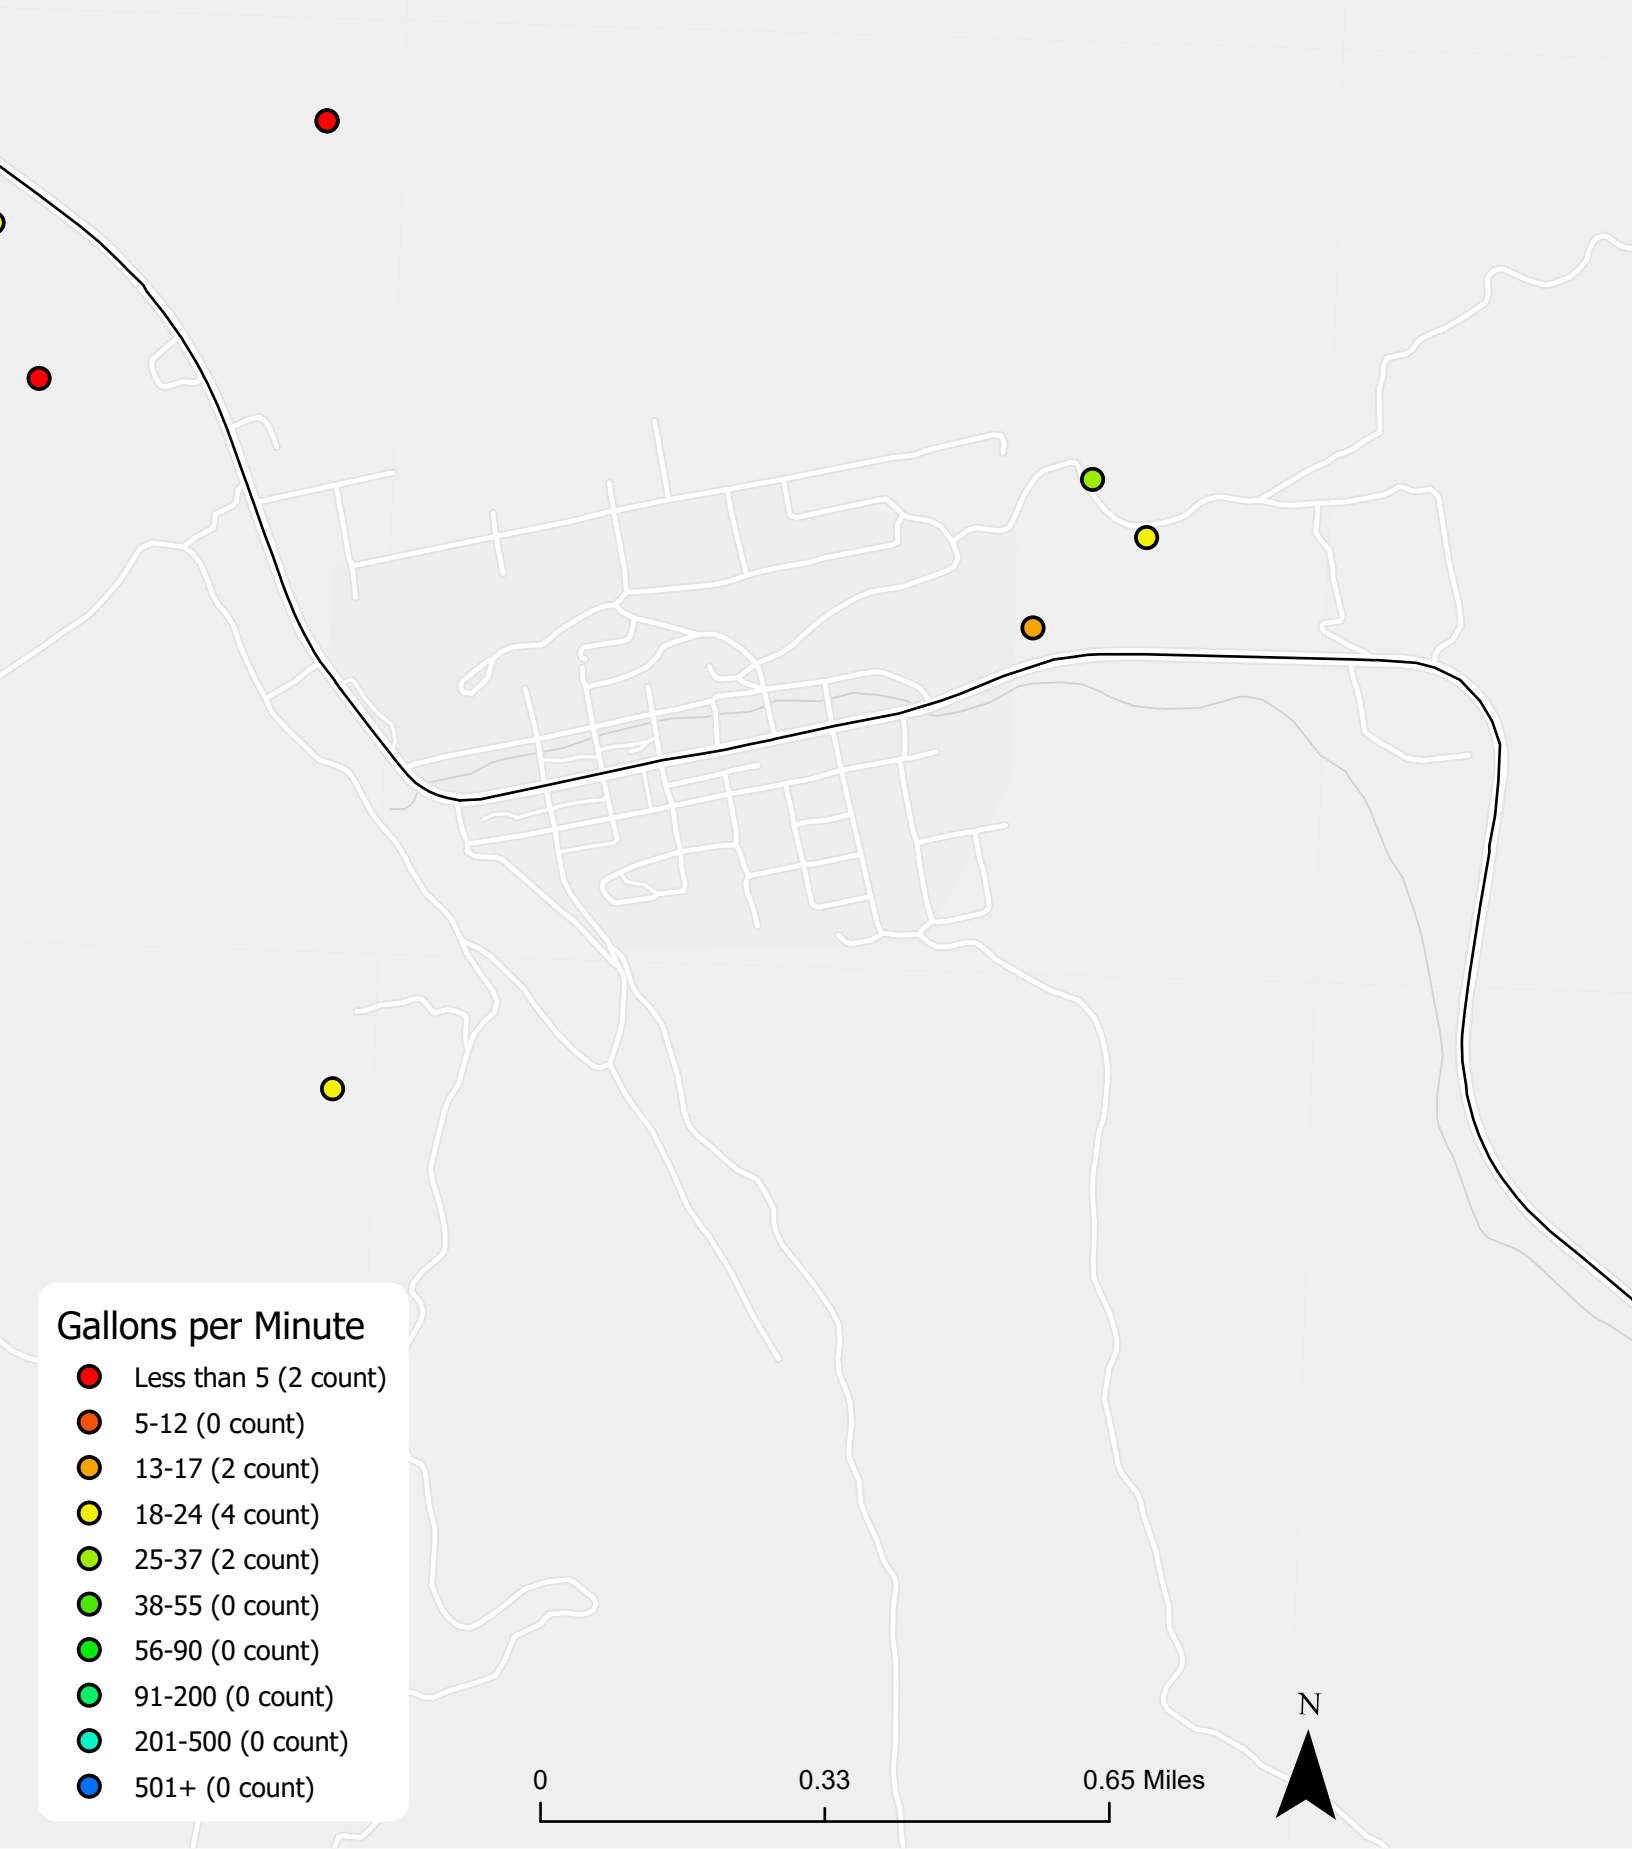 Gallons per Minute
Less than 5 (2 count)
5-12 (0 count)
13-17 (2 count)
18-24 (4 count)
25-37 (2 count)
38-55 (0 count)
56-90 (0 count)
91-200 (0 count)
201-500 (0 count)
501+ (0 count)
N
0 0.33 0.65 Miles